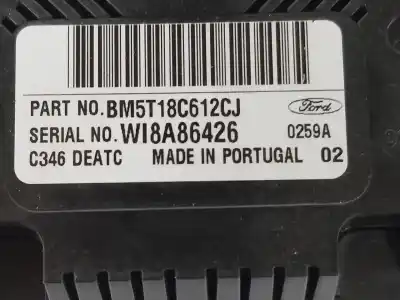 PART NO. BM5T18C612CJ
Ford
SERIAL NO. WI8A86426
0259A
C346 DEATC MADE IN PORTUGAL 02